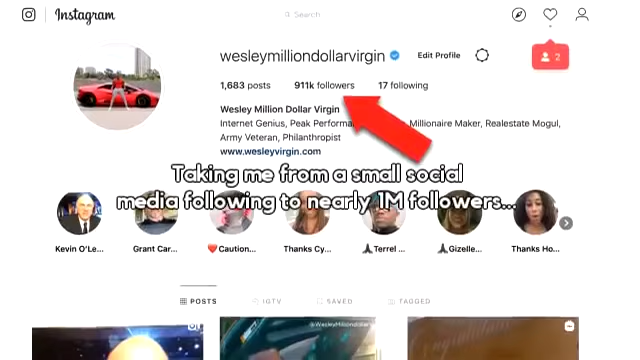 Instagram
Search
wesleymilliondollarvirgin Edit Profile
2
1,683 posts 911k followers 17 following
Wesley Million Dollar Virgin
Internet Genius, Peak Performa Millionaire Maker, Realestate Mogul,
Army Veteran, Philanthropist
www.wesleyvirgin.com
Taking me from a small social
media following to nearly 1M followers...
Kevin O'Le... Grant Car... ❤️Caution... Thanks Cy... Terrel ... Gizelle... Thanks Ho...
POSTS IGTV SAVED TAGGED
@WesleyMilliondollarvir